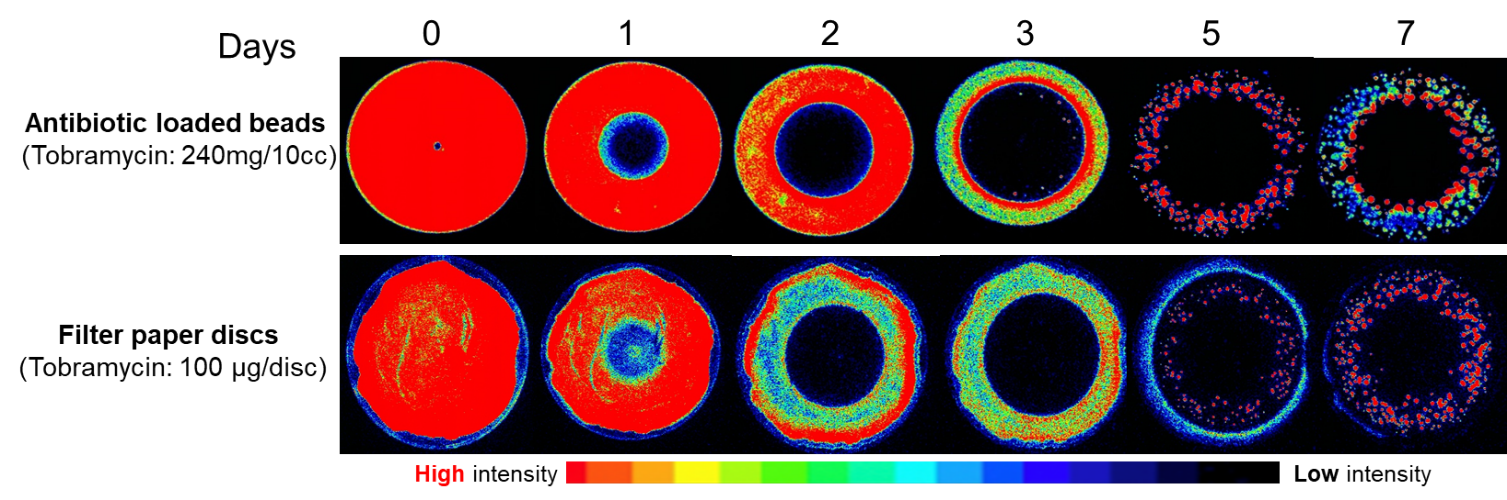 Days 0 1 2 3 5 7
Antibiotic loaded beads
(Tobramycin: 240mg/10cc)
Filter paper discs
(Tobramycin: 100 µg/disc)
High intensity Low intensity